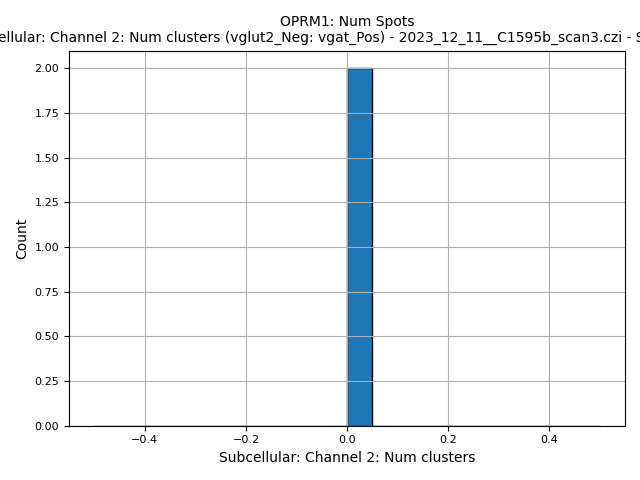 OPRM1: Num Spots
ellular: Channel 2: Num clusters (vglut2_Neg: vgat_Pos) - 2023_12_11__C1595b_scan3.czi - S
2.00
1.75
1.50
1.25
1.00
0.75
0.50
0.25
0.00
Count
−0.4 −0.2 0.0 0.2 0.4
Subcellular: Channel 2: Num clusters